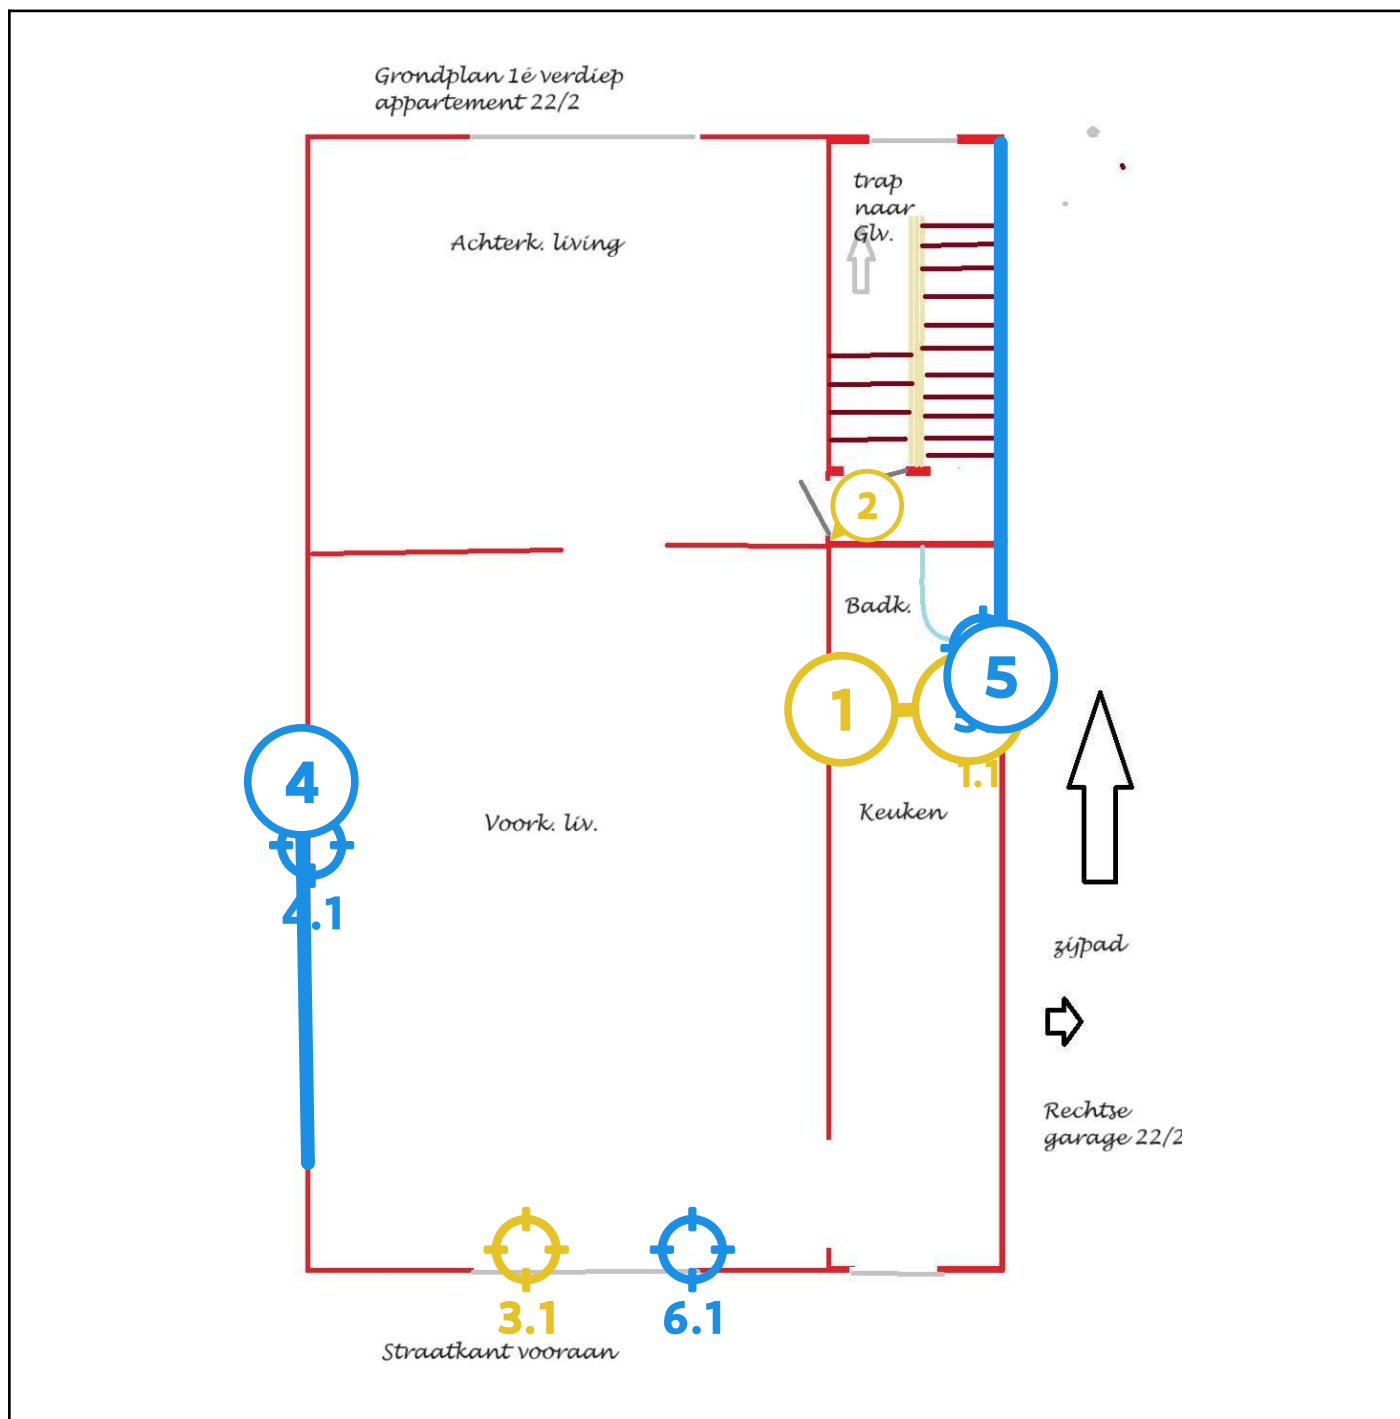 Grondplan 1é verdiep
appartement 22/2
trap
naar
Glv.
Achterk. living
2
Badk.
1
5
1.1
4
4.1
Voork. liv.
Keuken
zijpad
Rechtse
garage 22/2
3.1
6.1
Straatkant vooraan